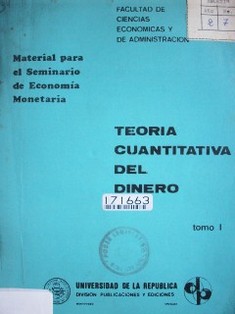 FACULTAD DE
CIENCIAS
ECONOMICAS Y
DE ADMINISTRACION
Material para
el Seminario
de Economía
Monetaria
TEORIA
CUANTITATIVA
DEL
DINERO
171663
tomo I
UNIVERSIDAD DE LA REPUBLICA
DIVISION PUBLICACIONES Y EDICIONES